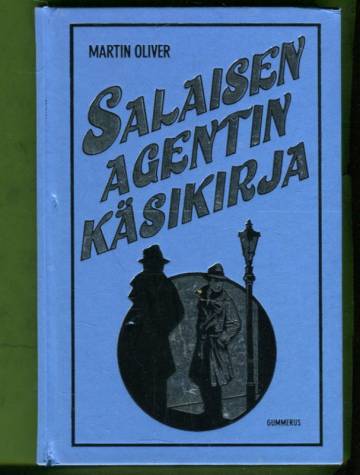 MARTIN OLIVER
SALAISEN
AGENTIN
KÄSIKIRJA
GUMMERUS